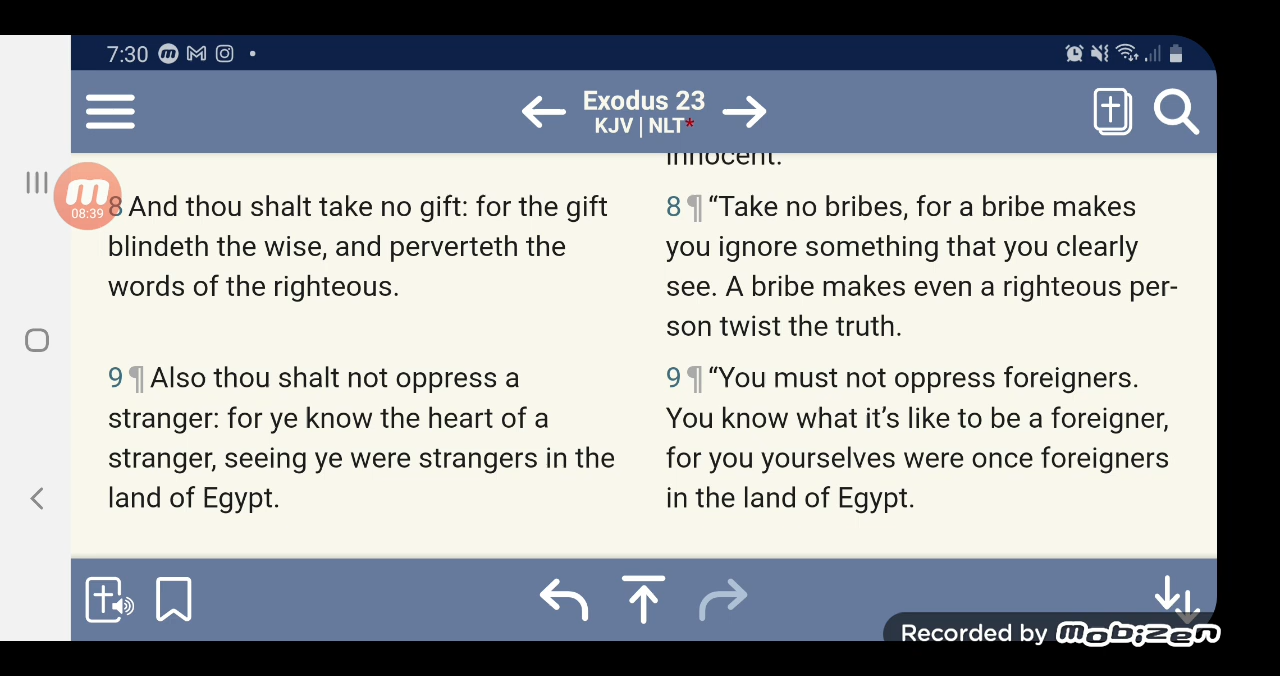 7:30
Exodus 23
KJV | NLT*
08:39
innocent.
8 And thou shalt take no gift: for the gift
blindeth the wise, and perverteth the
words of the righteous.
8 ¶ “Take no bribes, for a bribe makes
you ignore something that you clearly
see. A bribe makes even a righteous per-
son twist the truth.
9 ¶ Also thou shalt not oppress a
stranger: for ye know the heart of a
stranger, seeing ye were strangers in the
land of Egypt.
9 ¶ “You must not oppress foreigners.
You know what it’s like to be a foreigner,
for you yourselves were once foreigners
in the land of Egypt.
Recorded by mobizen